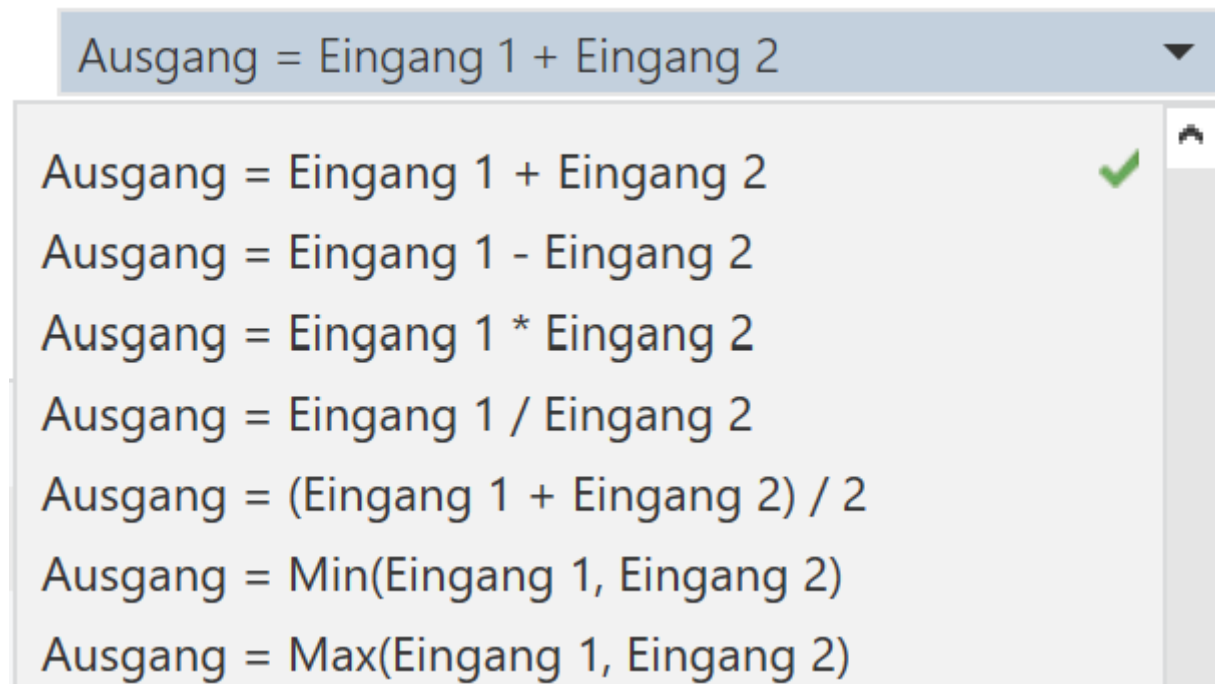 Ausgang = Eingang 1 + Eingang 2
Ausgang = Eingang 1 + Eingang 2
Ausgang = Eingang 1 - Eingang 2
Ausgang = Eingang 1 * Eingang 2
Ausgang = Eingang 1 / Eingang 2
Ausgang = (Eingang 1 + Eingang 2) / 2
Ausgang = Min(Eingang 1, Eingang 2)
Ausgang = Max(Eingang 1, Eingang 2)